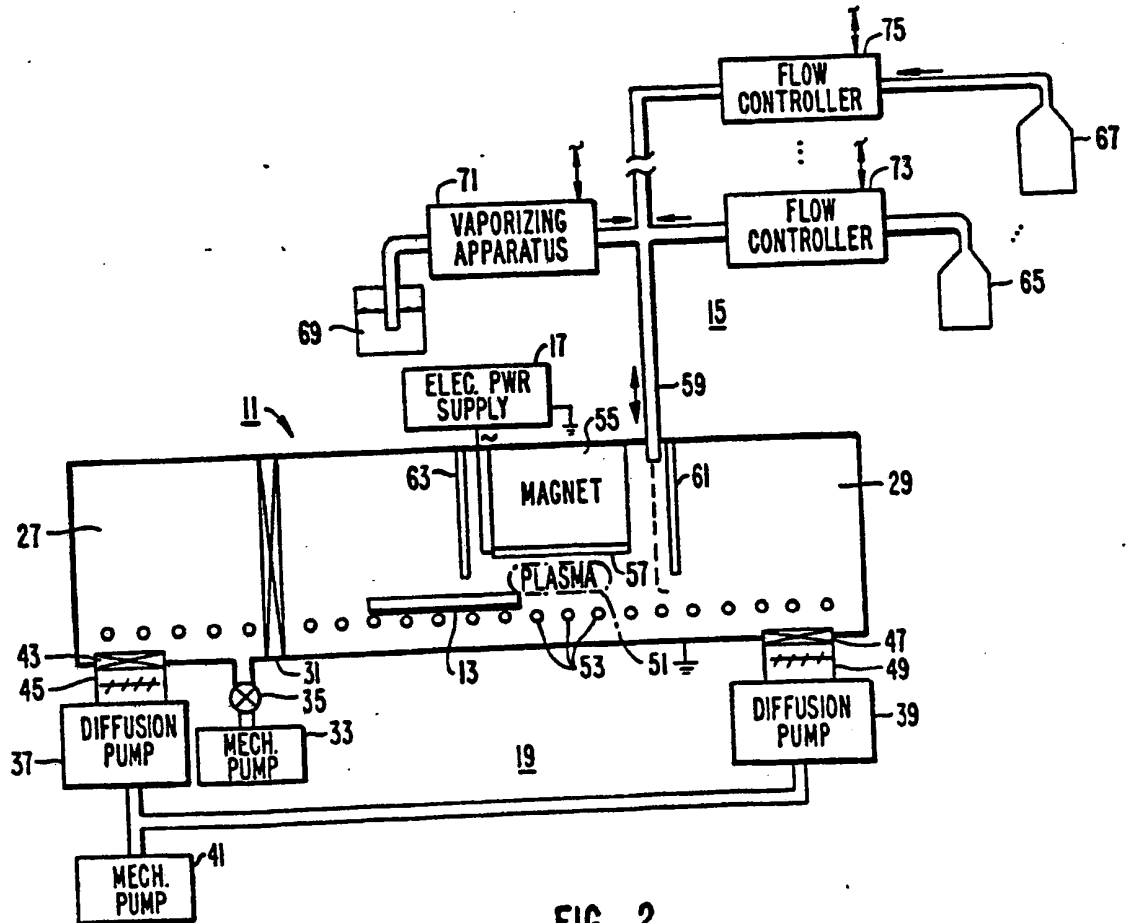 75
FLOW
CONTROLLER
67
71
73
VAPORIZING
APPARATUS
FLOW
CONTROLLER
65
69
15
17
ELEC. PWR
SUPPLY
59
11
55
63
61
29
MAGNET
27
57
PLASMA
43
47
31
13
53
51
45
49
35
DIFFUSION
PUMP
39
DIFFUSION
PUMP
33
37
MECH.
PUMP
19
41
MECH.
PUMP
FIG. 2